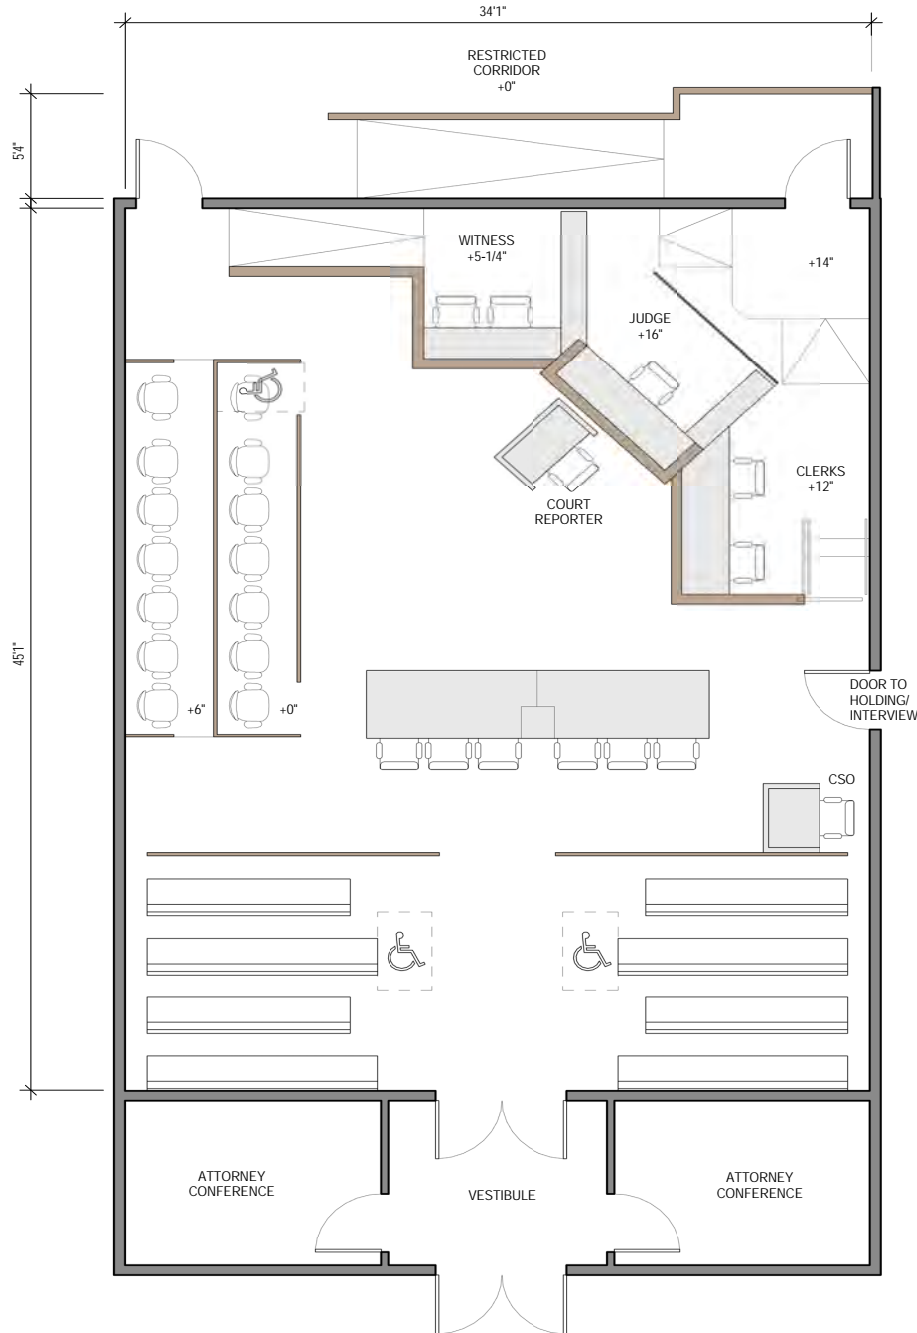 34'1"
RESTRICTED
CORRIDOR
+0"
5'4"
WITNESS
+5-1/4"
+14"
JUDGE
+16"
CLERKS
+12"
COURT
REPORTER
45'1"
+6"
+0"
DOOR TO
HOLDING/
INTERVIEW
CSO
ATTORNEY
CONFERENCE
VESTIBULE
ATTORNEY
CONFERENCE